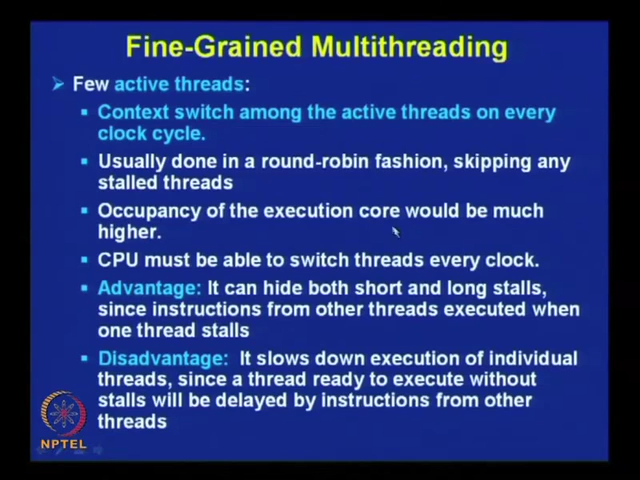 Fine-Grained Multithreading
Few active threads:
Context switch among the active threads on every
clock cycle.
Usually done in a round-robin fashion, skipping any
stalled threads
Occupancy of the execution core would be much
higher.
CPU must be able to switch threads every clock.
Advantage: It can hide both short and long stalls,
since instructions from other threads executed when
one thread stalls
Disadvantage: It slows down execution of individual
threads, since a thread ready to execute without
stalls will be delayed by instructions from other
threads
NPTEL